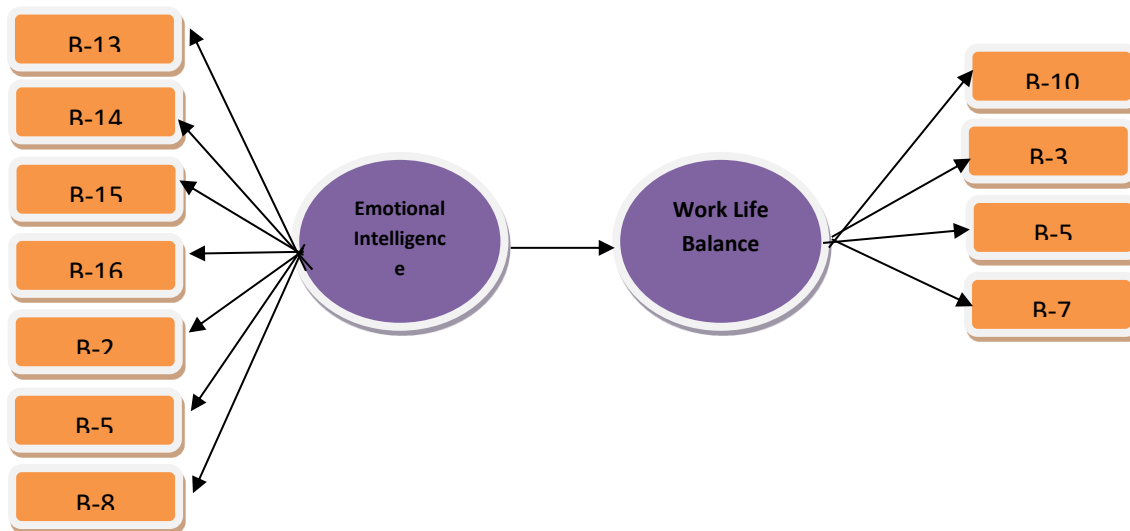 B-13
B-14
B-15
B-16
B-2
B-5
B-8
Emotional
Intelligenc
e
Work Life
Balance
B-10
B-3
B-5
B-7